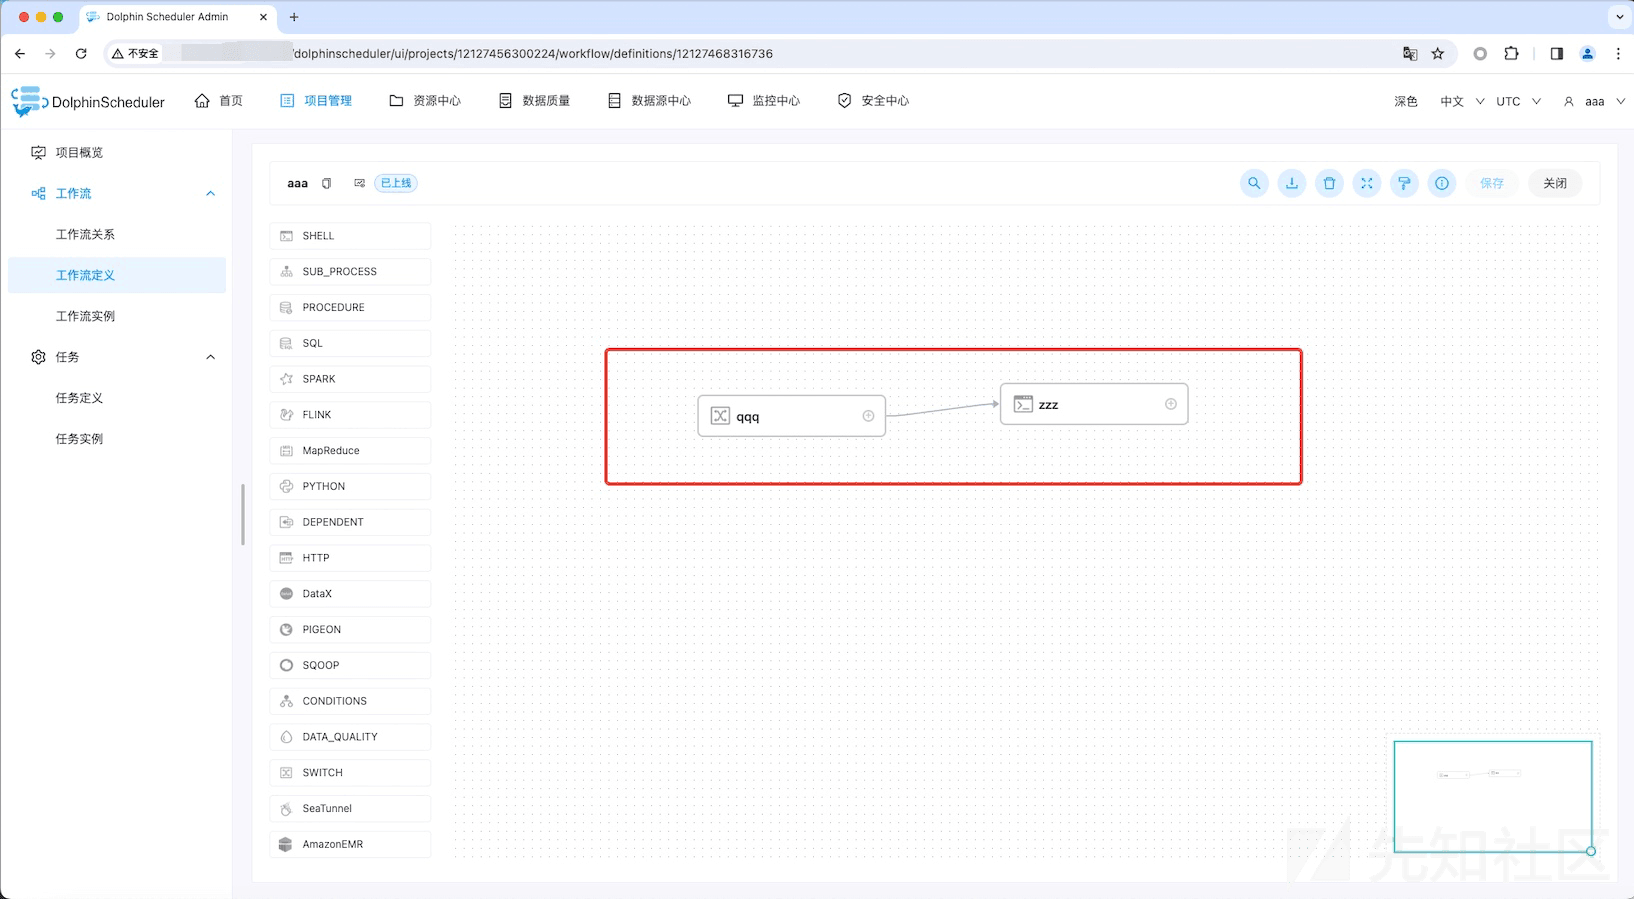 Dolphin Scheduler Admin
不安全
/dolphinscheduler/ui/projects/12127456300224/workflow/definitions/12127468316736
DolphinScheduler
首页
项目管理
资源中心
数据质量
数据源中心
监控中心
安全中心
深色
中文
UTC
aaa
项目概览
工作流
工作流关系
工作流定义
工作流实例
任务
任务定义
任务实例
aaa
已上线
保存
关闭
SHELL
SUB_PROCESS
PROCEDURE
SQL
SPARK
FLINK
MapReduce
PYTHON
DEPENDENT
HTTP
DataX
PIGEON
SQOOP
CONDITIONS
DATA_QUALITY
SWITCH
SeaTunnel
AmazonEMR
qqq
zzz
先知社区